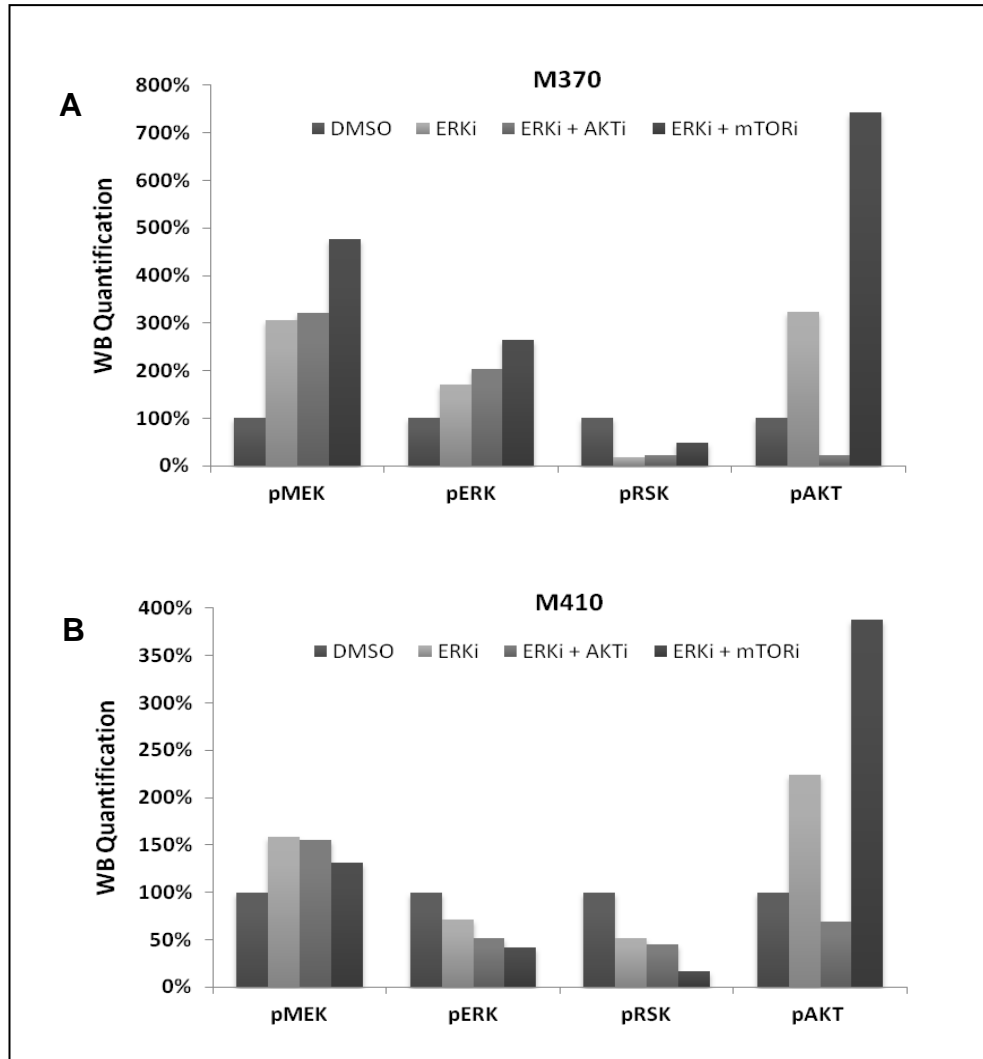 A
M370
DMSO ERKi ERKi + AKTi ERKi + mTORi
WB Quantification
800%
700%
600%
500%
400%
300%
200%
100%
0%
pMEK pERK pRSK pAKT
B
M410
DMSO ERKi ERKi + AKTi ERKi + mTORi
WB Quantification
400%
350%
300%
250%
200%
150%
100%
50%
0%
pMEK pERK pRSK pAKT